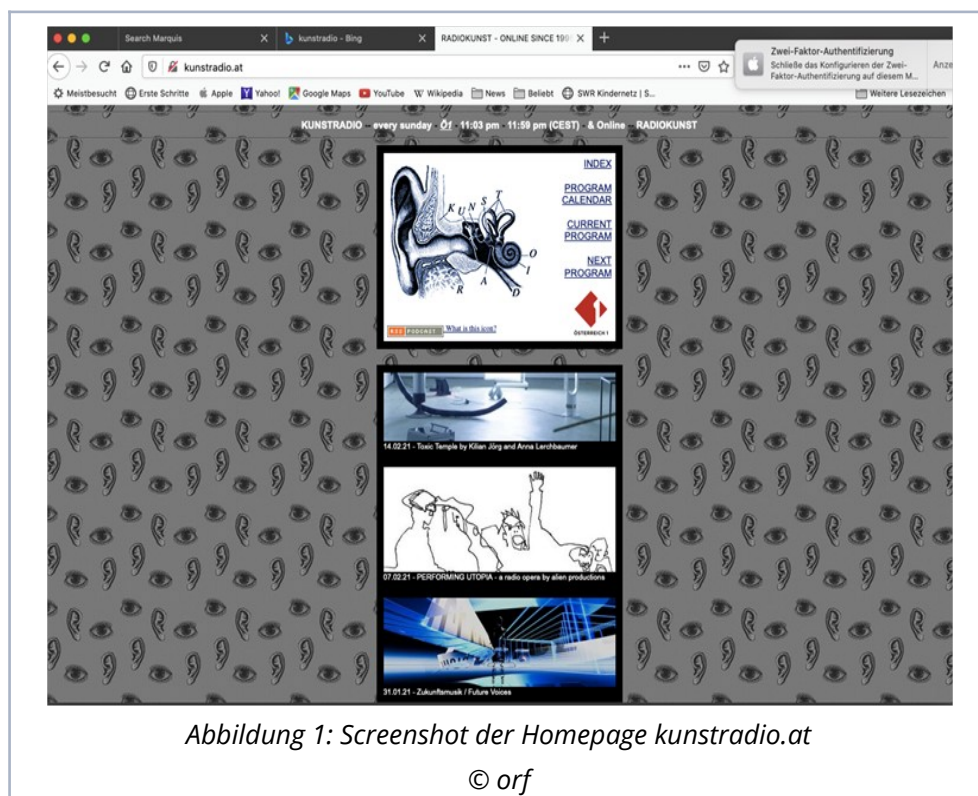 Search Marquis
kunstradio - Bing
RADIOKUNST - ONLINE SINCE 199
kunstradio.at
Zwei-Faktor-Authentifizierung
Schließe das Konfigurieren der Zwei-
Faktor-Authentifizierung auf diesem M...
Anze
Meistbesucht Erste Schritte Apple Yahoo! Google Maps YouTube Wikipedia News Beliebt SWR Kindernetz | S... Weitere Lesezeichen
KUNSTRADIO - every sunday - Ö1 - 11:03 pm - 11:59 pm (CEST) - & Online - RADIOKUNST
INDEX
PROGRAM
CALENDAR
CURRENT
PROGRAM
NEXT
PROGRAM
K U N S T
R A D I O
ÖSTERREICH 1
PODCAST What is this icon?
14.02.21 - Toxic Temple by Kilian Jörg and Anna Lerchbaumer
07.02.21 - PERFORMING UTOPIA - a radio opera by alien productions
31.01.21 - Zukunftsmusik / Future Voices
Abbildung 1: Screenshot der Homepage kunstradio.at
© orf